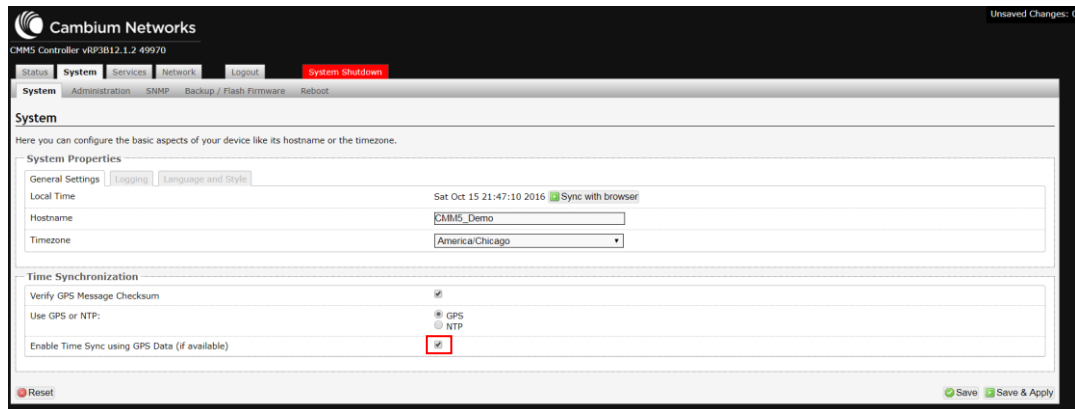 Unsaved Changes:
Cambium Networks
CMM5 Controller vRP3B12.1.2 49970
Status System Services Network Logout System Shutdown
System Administration SNMP Backup / Flash Firmware Reboot
System
Here you can configure the basic aspects of your device like its hostname or the timezone.
System Properties
General Settings Logging Language and Style
Local Time Sat Oct 15 21:47:10 2016 Sync with browser
Hostname CMM5_Demo
Timezone America/Chicago
Time Synchronization
Verify GPS Message Checksum
Use GPS or NTP: GPS
NTP
Enable Time Sync using GPS Data (if available)
Reset Save Save & Apply